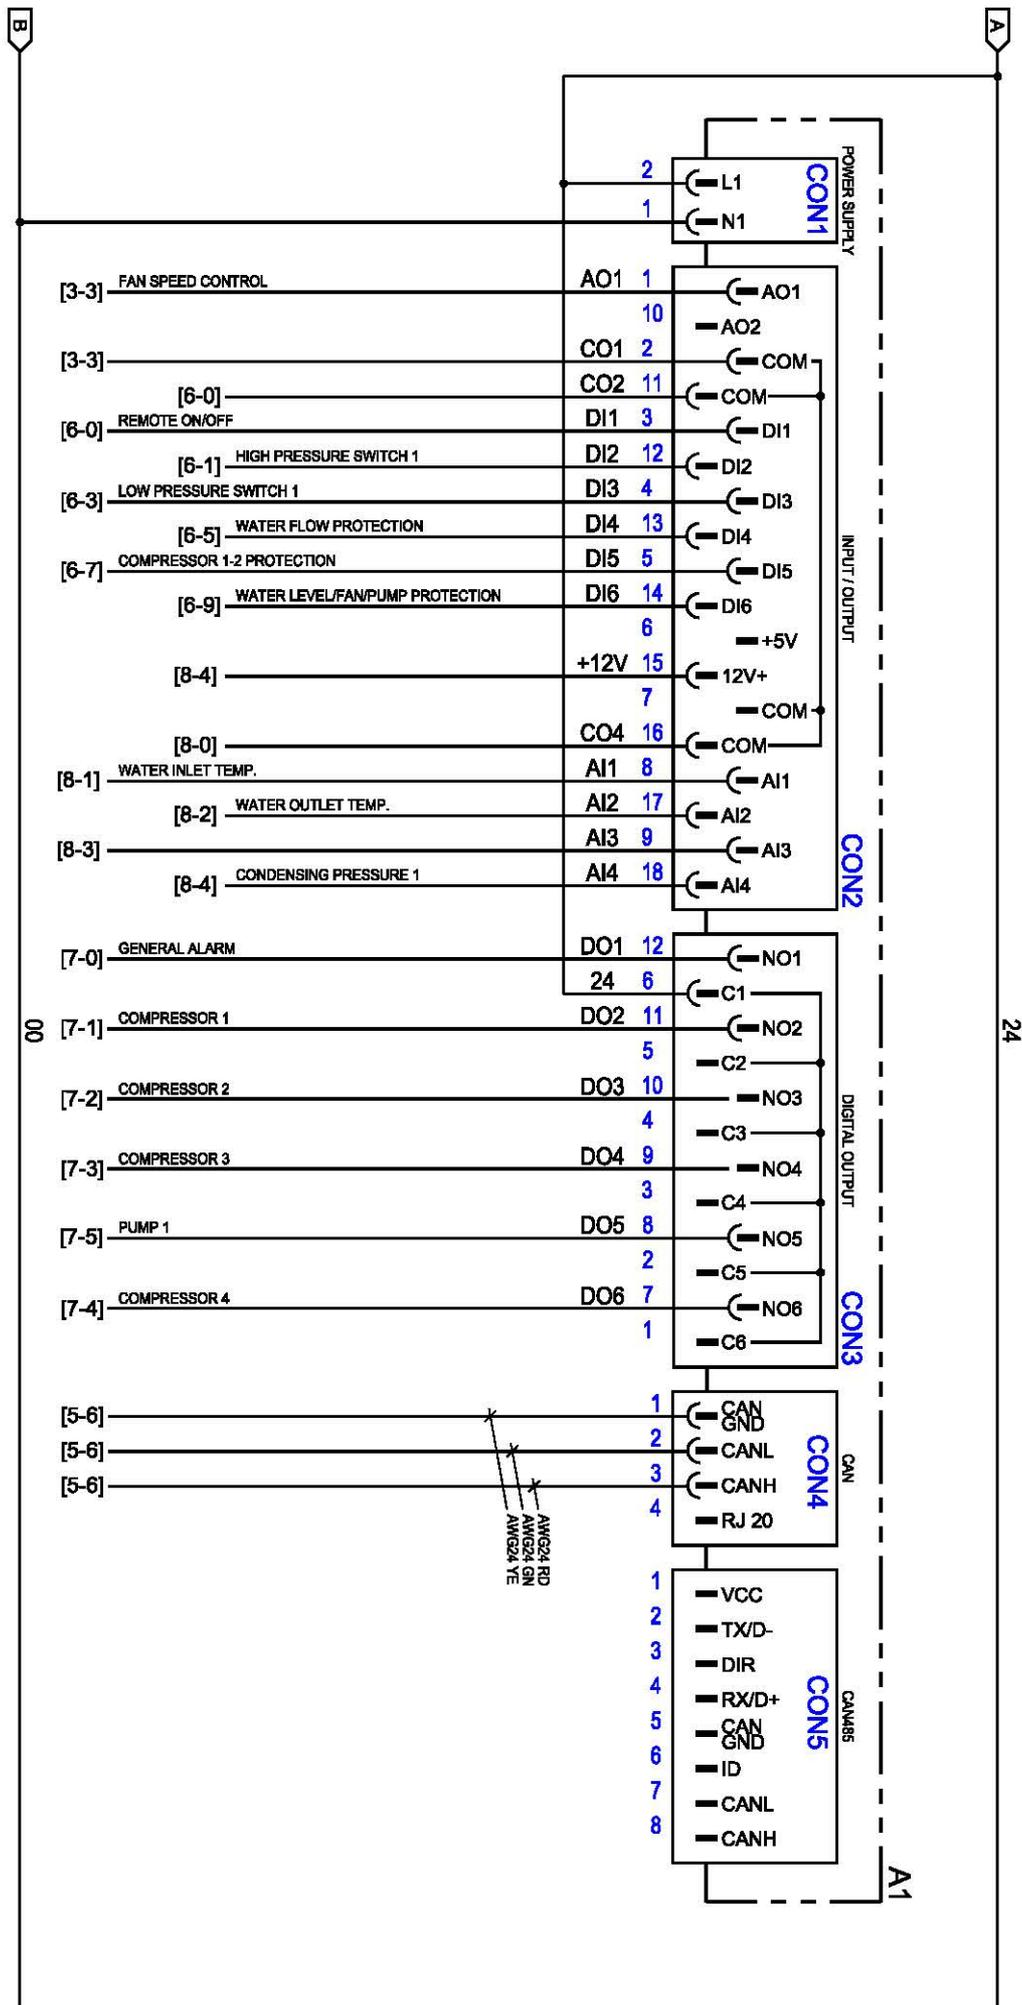 B
A
POWER SUPPLY
CON1
2 L1
1 N1
[3-3] FAN SPEED CONTROL AO1 1 AO1
10 AO2
[3-3] CO1 2 COM
[6-0] CO2 11 COM
[6-0] REMOTE ON/OFF DI1 3 DI1
[6-1] HIGH PRESSURE SWITCH 1 DI2 12 DI2
[6-3] LOW PRESSURE SWITCH 1 DI3 4 DI3
[6-5] WATER FLOW PROTECTION DI4 13 DI4
[6-7] COMPRESSOR 1-2 PROTECTION DI5 5 DI5
[6-9] WATER LEVEL/FAN/PUMP PROTECTION DI6 14 DI6
6 +5V
[8-4] +12V 15 12V+
7 COM
[8-0] CO4 16 COM
[8-1] WATER INLET TEMP. AI1 8 AI1
[8-2] WATER OUTLET TEMP. AI2 17 AI2
[8-3] AI3 9 AI3
[8-4] CONDENSING PRESSURE 1 AI4 18 AI4
INPUT / OUTPUT
CON2
[7-0] GENERAL ALARM DO1 12 NO1
24 6 C1
[7-1] COMPRESSOR 1 DO2 11 NO2
5 C2
[7-2] COMPRESSOR 2 DO3 10 NO3
4 C3
[7-3] COMPRESSOR 3 DO4 9 NO4
3 C4
[7-5] PUMP 1 DO5 8 NO5
2 C5
[7-4] COMPRESSOR 4 DO6 7 NO6
1 C6
DIGITAL OUTPUT
CON3
00
24
[5-6] 1 CAN GND
[5-6] 2 CANL
[5-6] 3 CANH
4 RJ 20
CAN
CON4
AWG24 RD
AWG24 GN
AWG24 YE
1 VCC
2 TX/D-
3 DIR
4 RX/D+
5 CAN GND
6 ID
7 CANL
8 CANH
CAN485
CON5
A1